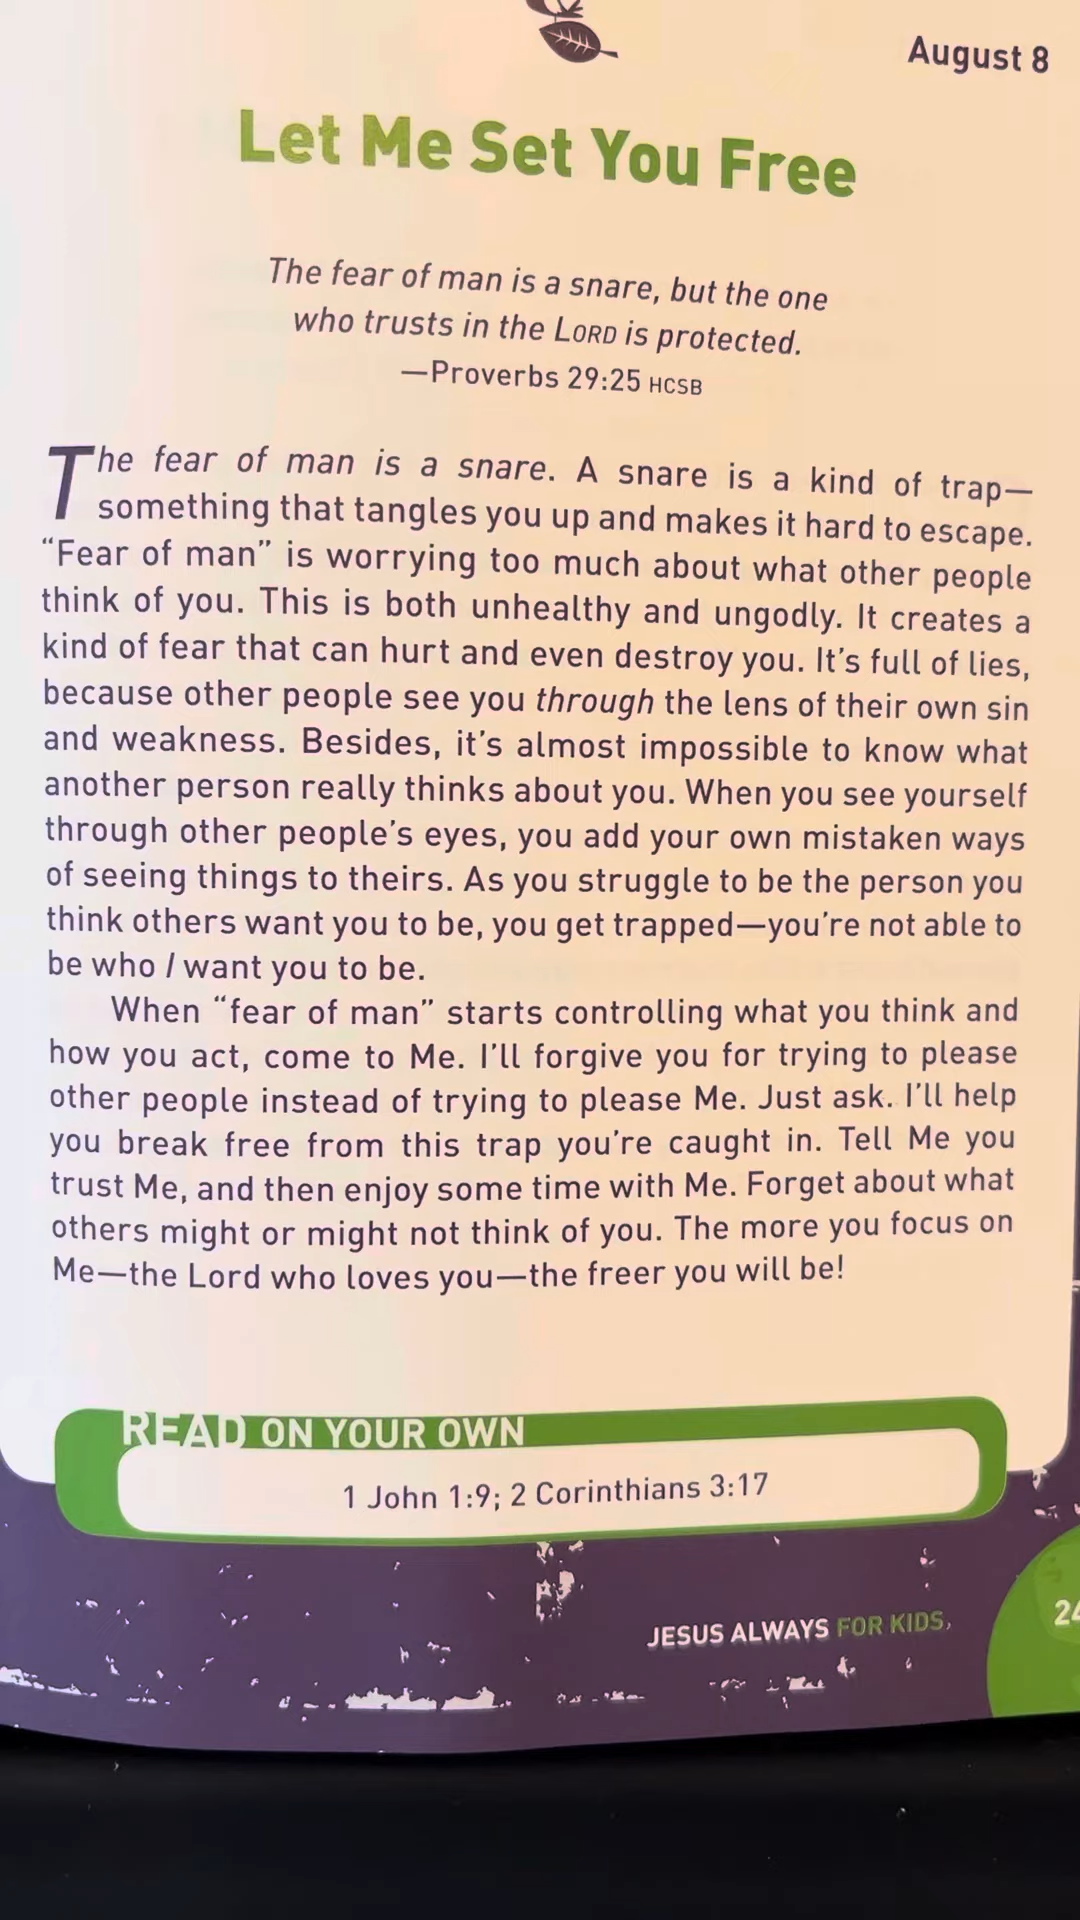 August 8
Let Me Set You Free
The fear of man is a snare, but the one
who trusts in the LORD is protected.
—Proverbs 29:25 HCSB
The fear of man is a snare. A snare is a kind of trap—
something that tangles you up and makes it hard to escape.
“Fear of man” is worrying too much about what other people
think of you. This is both unhealthy and ungodly. It creates a
kind of fear that can hurt and even destroy you. It’s full of lies,
because other people see you through the lens of their own sin
and weakness. Besides, it’s almost impossible to know what
another person really thinks about you. When you see yourself
through other people’s eyes, you add your own mistaken ways
of seeing things to theirs. As you struggle to be the person you
think others want you to be, you get trapped—you’re not able to
be who I want you to be.
When “fear of man” starts controlling what you think and
how you act, come to Me. I’ll forgive you for trying to please
other people instead of trying to please Me. Just ask. I’ll help
you break free from this trap you’re caught in. Tell Me you
trust Me, and then enjoy some time with Me. Forget about what
others might or might not think of you. The more you focus on
Me—the Lord who loves you—the freer you will be!
READ ON YOUR OWN
1 John 1:9; 2 Corinthians 3:17
JESUS ALWAYS FOR KIDS